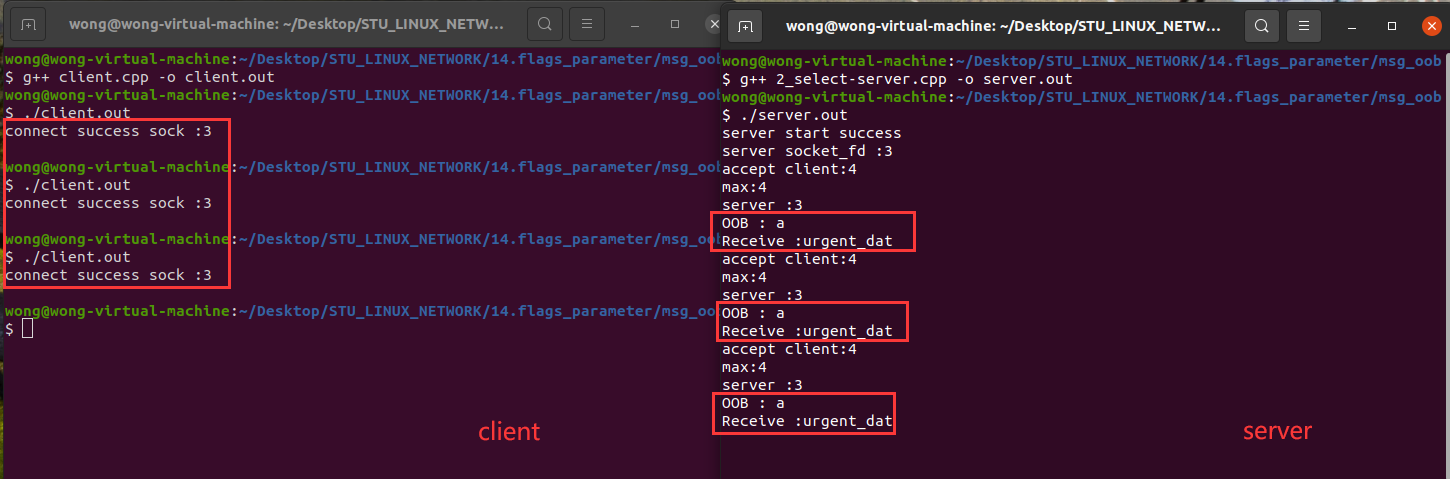 wong@wong-virtual-machine: ~/Desktop/STU_LINUX_NETW...
wong@wong-virtual-machine:~/Desktop/STU_LINUX_NETWORK/14.flags_parameter/msg_oob
$ g++ client.cpp -o client.out
wong@wong-virtual-machine:~/Desktop/STU_LINUX_NETWORK/14.flags_parameter/msg_oob
$ ./client.out
connect success sock :3
wong@wong-virtual-machine:~/Desktop/STU_LINUX_NETWORK/14.flags_parameter/msg_oob
$ ./client.out
connect success sock :3
wong@wong-virtual-machine:~/Desktop/STU_LINUX_NETWORK/14.flags_parameter/msg_oob
$ ./client.out
connect success sock :3
wong@wong-virtual-machine:~/Desktop/STU_LINUX_NETWORK/14.flags_parameter/msg_oob
$
client
wong@wong-virtual-machine: ~/Desktop/STU_LINUX_NETW...
wong@wong-virtual-machine:~/Desktop/STU_LINUX_NETWORK/14.flags_parameter/msg_oob
$ g++ 2_select-server.cpp -o server.out
wong@wong-virtual-machine:~/Desktop/STU_LINUX_NETWORK/14.flags_parameter/msg_oob
$ ./server.out
server start success
server socket_fd :3
accept client:4
max:4
server :3
OOB : a
Receive :urgent_dat
accept client:4
max:4
server :3
OOB : a
Receive :urgent_dat
accept client:4
max:4
server :3
OOB : a
Receive :urgent_dat
server